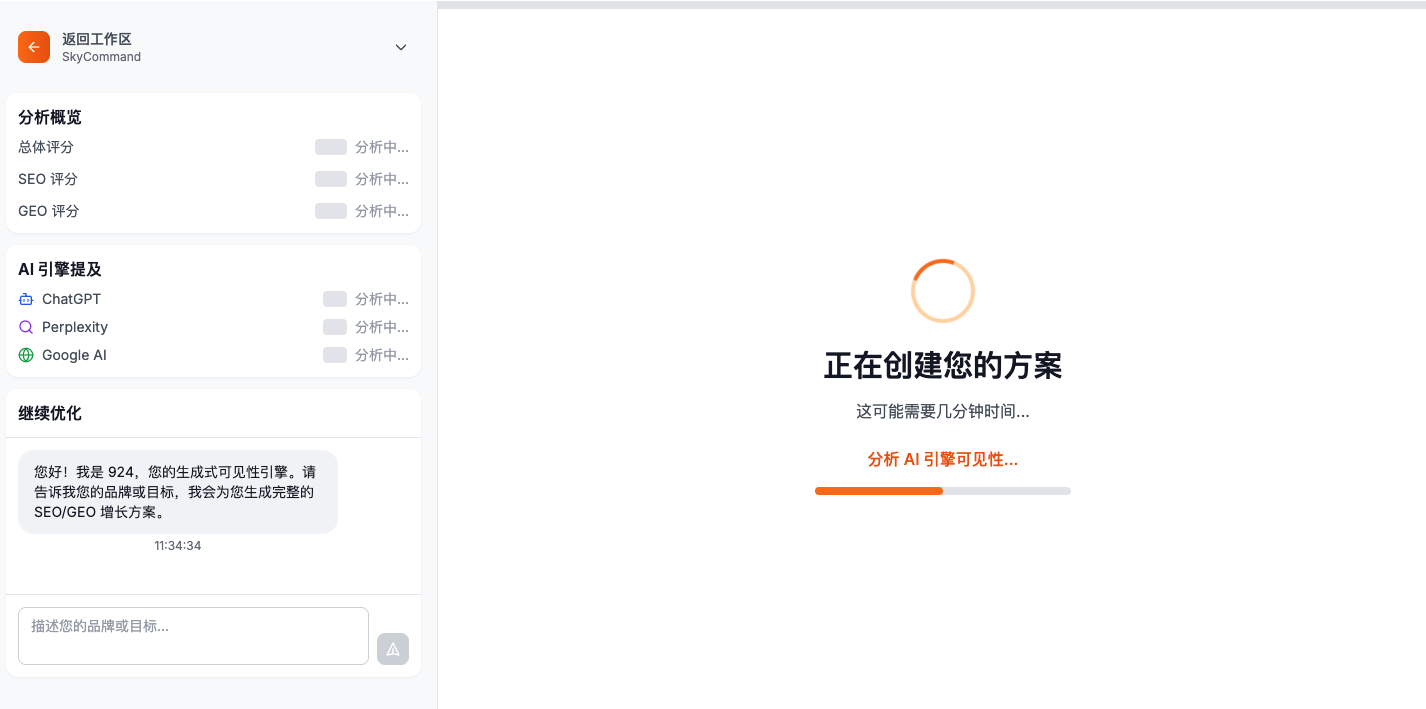 返回工作区
SkyCommand
分析概览
总体评分 分析中...
SEO 评分 分析中...
GEO 评分 分析中...
AI 引擎提及
ChatGPT 分析中...
Perplexity 分析中...
Google AI 分析中...
继续优化
您好！我是 924，您的生成式可见性引擎。请
告诉我您的品牌或目标，我会为您生成完整的
SEO/GEO 增长方案。
11:34:34
描述您的品牌或目标...
正在创建您的方案
这可能需要几分钟时间...
分析 AI 引擎可见性...